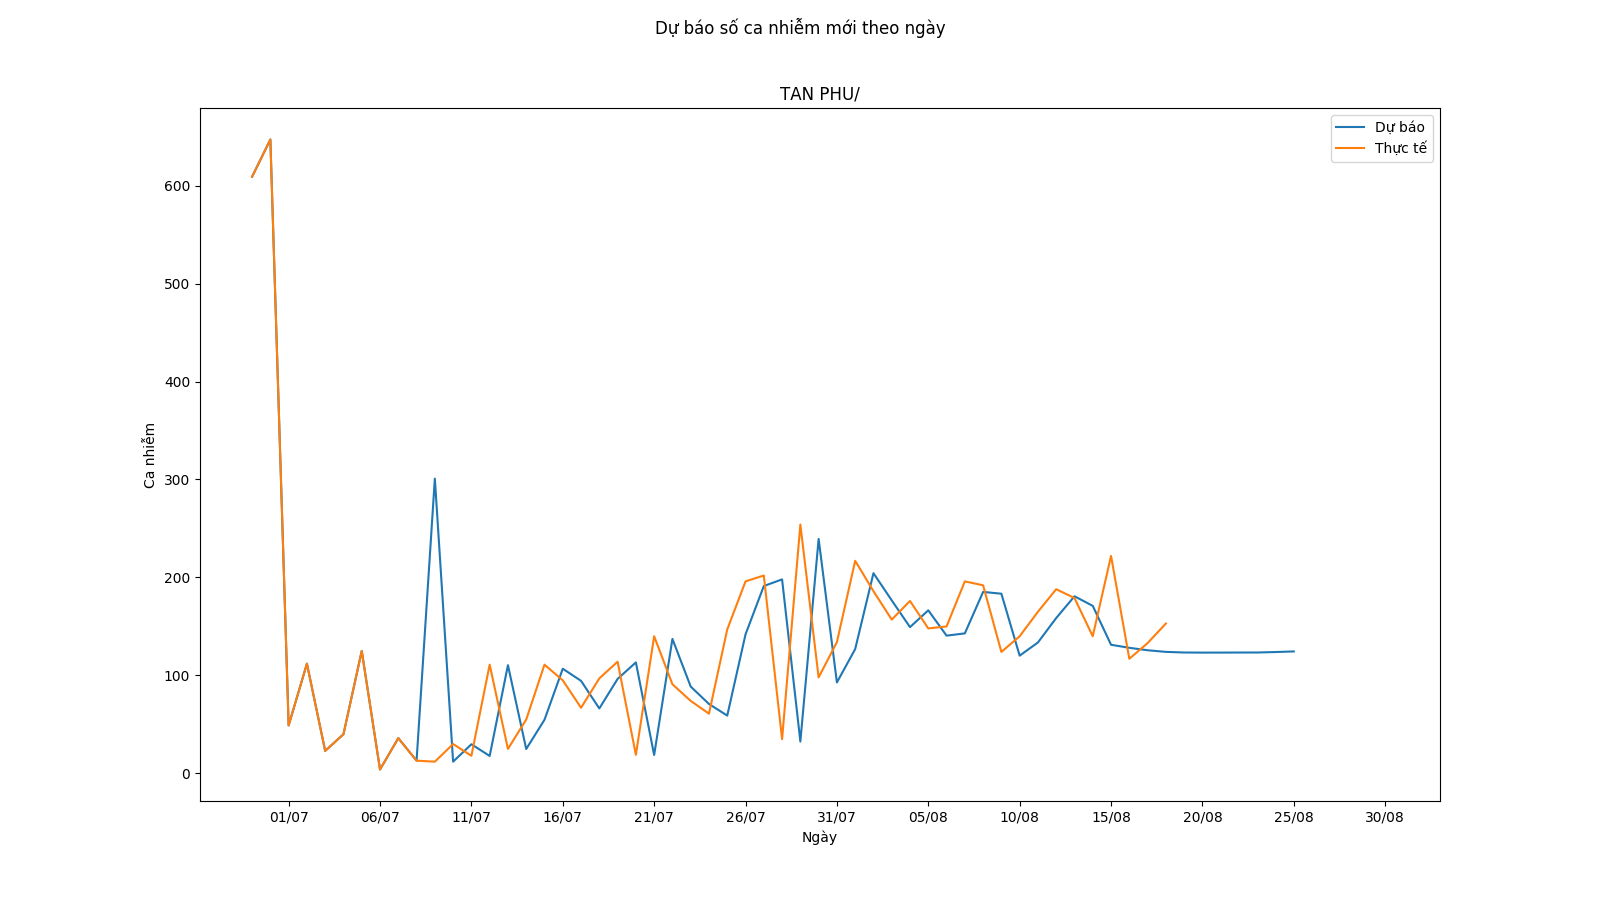 Dự báo số ca nhiễm mới theo ngày
TAN PHU/
Dự báo
Thực tế
600
500
400
300
200
100
0
Ca nhiễm
01/07 06/07 11/07 16/07 21/07 26/07 31/07 05/08 10/08 15/08 20/08 25/08 30/08
Ngày